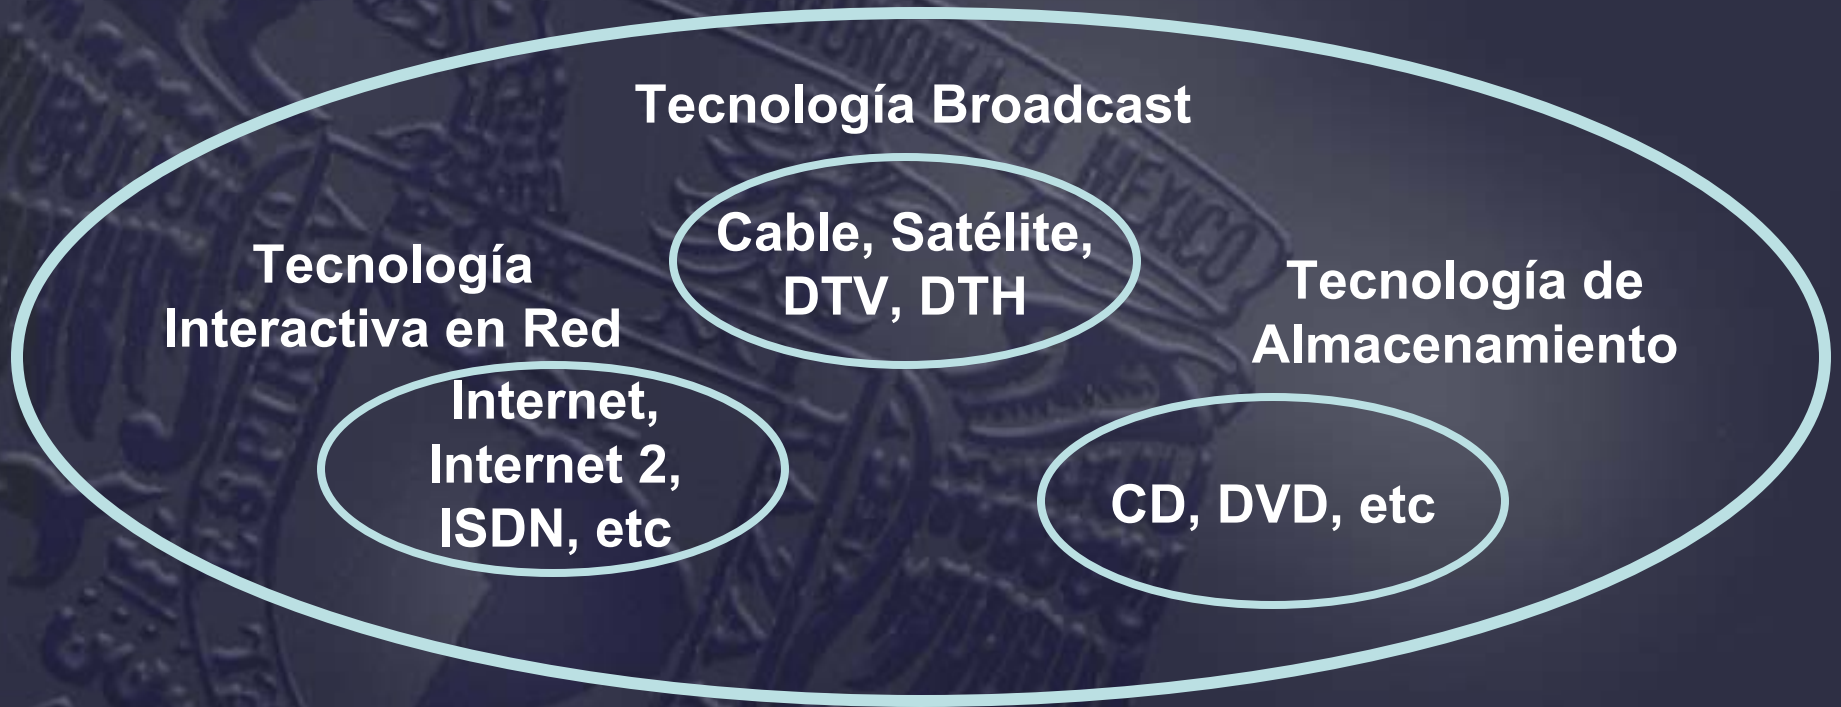 Tecnología Broadcast
Cable, Satélite,
DTV, DTH
Tecnología
Interactiva en Red
Internet,
Internet 2,
ISDN, etc
Tecnología de
Almacenamiento
CD, DVD, etc
MEXICO